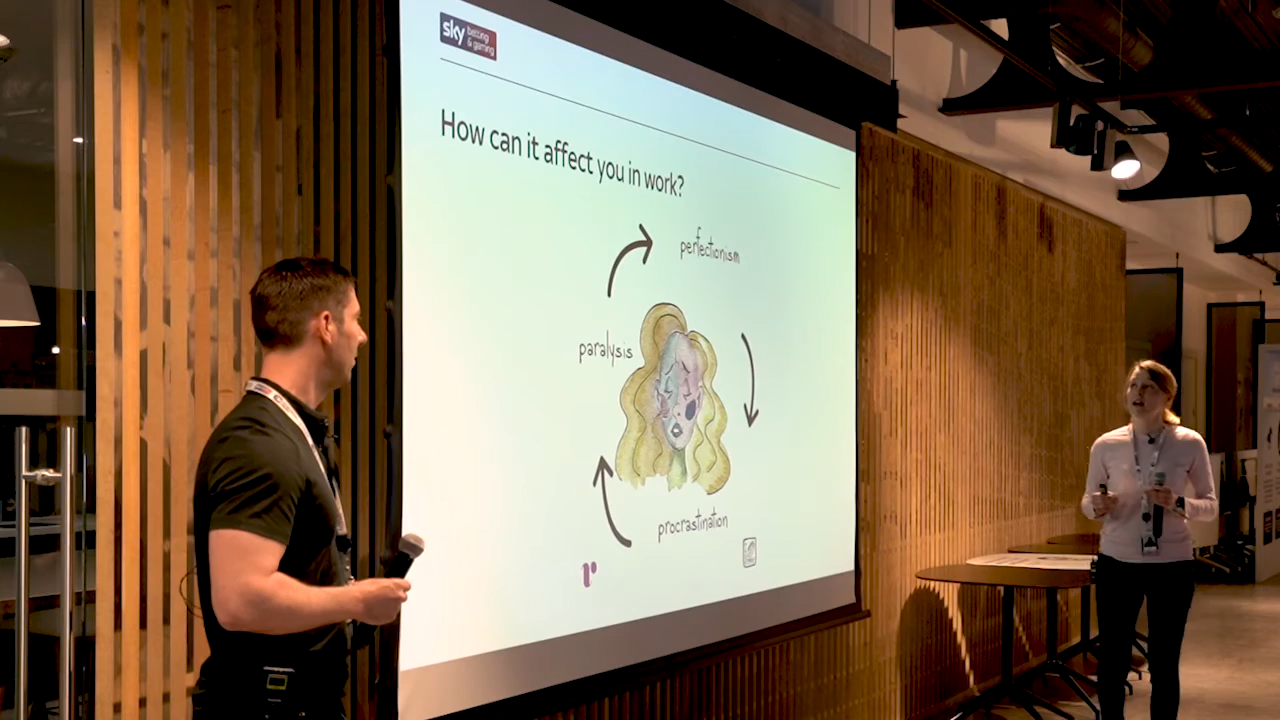 sky betting
& gaming
How can it affect you in work?
perfectionism
paralysis
procrastination